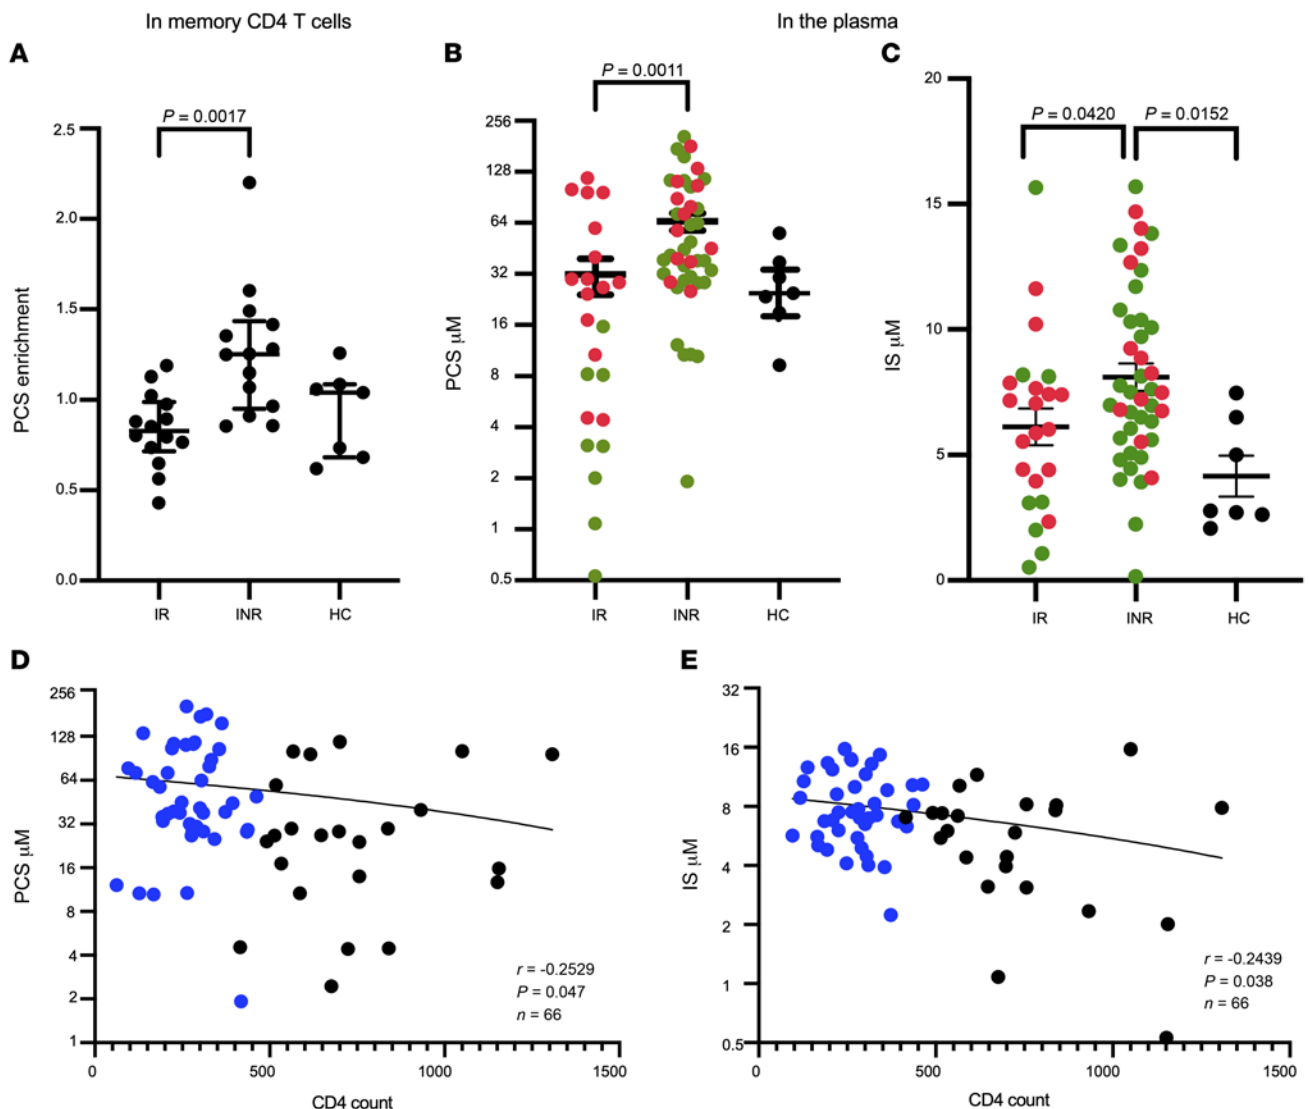 In memory CD4 T cells
In the plasma
A
P = 0.0017
PCS enrichment
2.5
2.0
1.5
1.0
0.5
0.0
IR INR HC
B
P = 0.0011
PCS μM
256
128
64
32
16
8
4
2
1
0.5
IR INR HC
C
P = 0.0420 P = 0.0152
IS μM
20
15
10
5
0
IR INR HC
D
PCS μM
256
128
64
32
16
8
4
2
1
r = -0.2529
P = 0.047
n = 66
0 500 1000 1500
CD4 count
E
IS μM
32
16
8
4
2
1
0.5
r = -0.2439
P = 0.038
n = 66
0 500 1000 1500
CD4 count